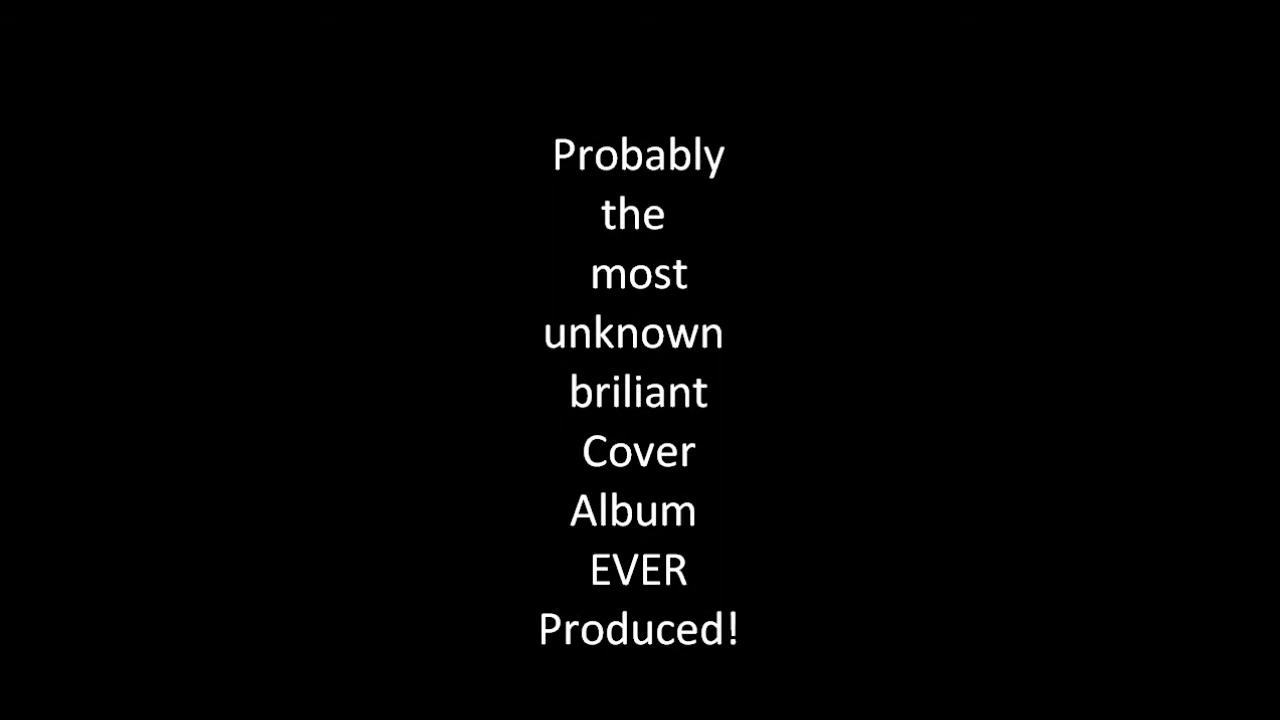 Probably
the
most
unknown
briliant
Cover
Album
EVER
Produced!